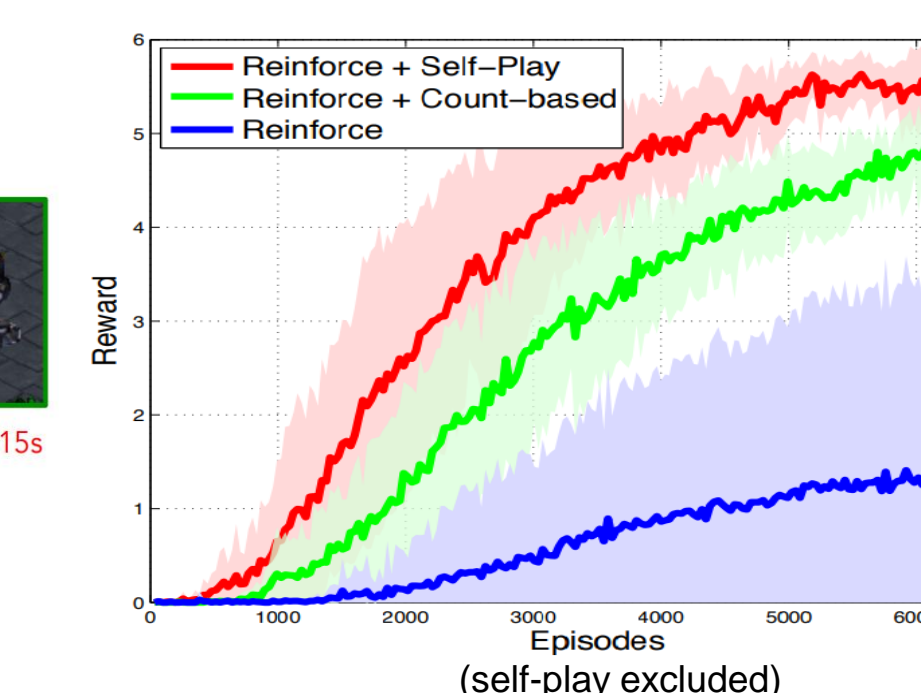 6
Reinforce + Self−Play
Reinforce + Count−based
Reinforce
5
4
3
2
1
0
Reward
15s
0 1000 2000 3000 4000 5000
Episodes
(self-play excluded)